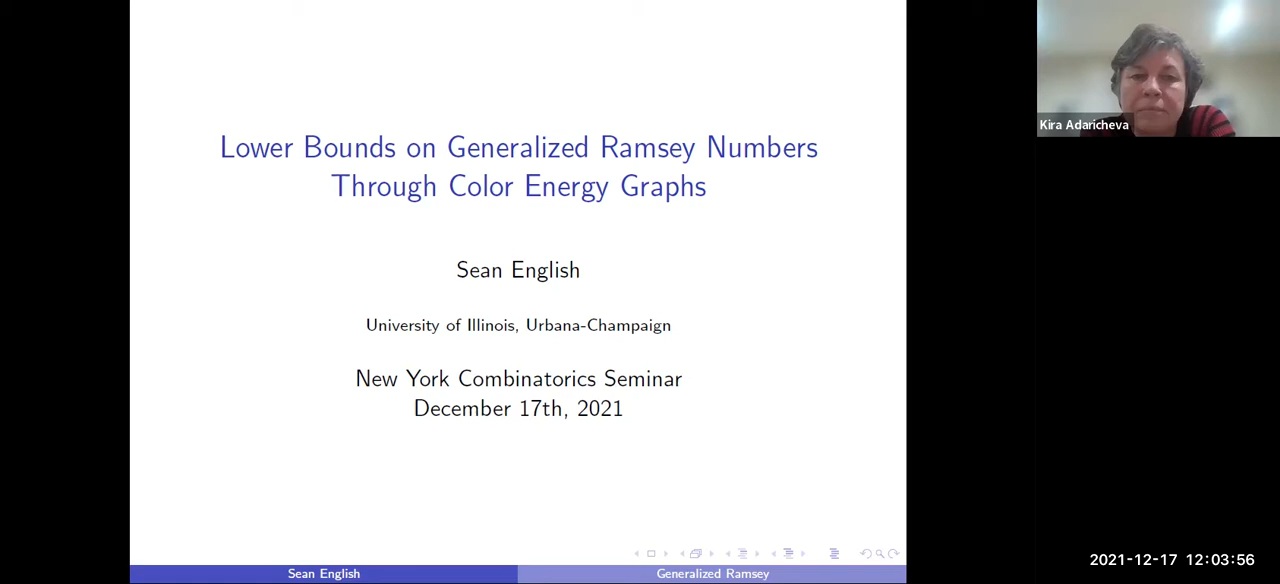 Lower Bounds on Generalized Ramsey Numbers
Through Color Energy Graphs
Sean English
University of Illinois, Urbana-Champaign
New York Combinatorics Seminar
December 17th, 2021
Sean English
Generalized Ramsey
Kira Adaricheva
2021-12-17 12:03:56